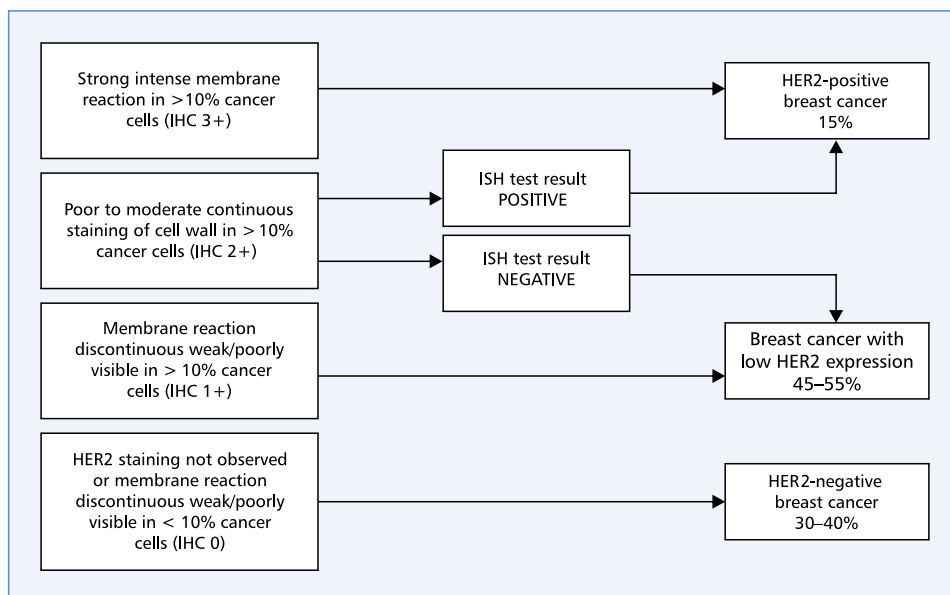 Strong intense membrane
reaction in >10% cancer
cells (IHC 3+)
HER2-positive
breast cancer
15%
Poor to moderate continuous
staining of cell wall in > 10%
cancer cells (IHC 2+)
ISH test result
POSITIVE
ISH test result
NEGATIVE
Membrane reaction
discontinuous weak/poorly
visible in > 10% cancer
cells (IHC 1+)
Breast cancer with
low HER2 expression
45–55%
HER2 staining not observed
or membrane reaction
discontinuous weak/poorly
visible in < 10% cancer
cells (IHC 0)
HER2-negative
breast cancer
30–40%